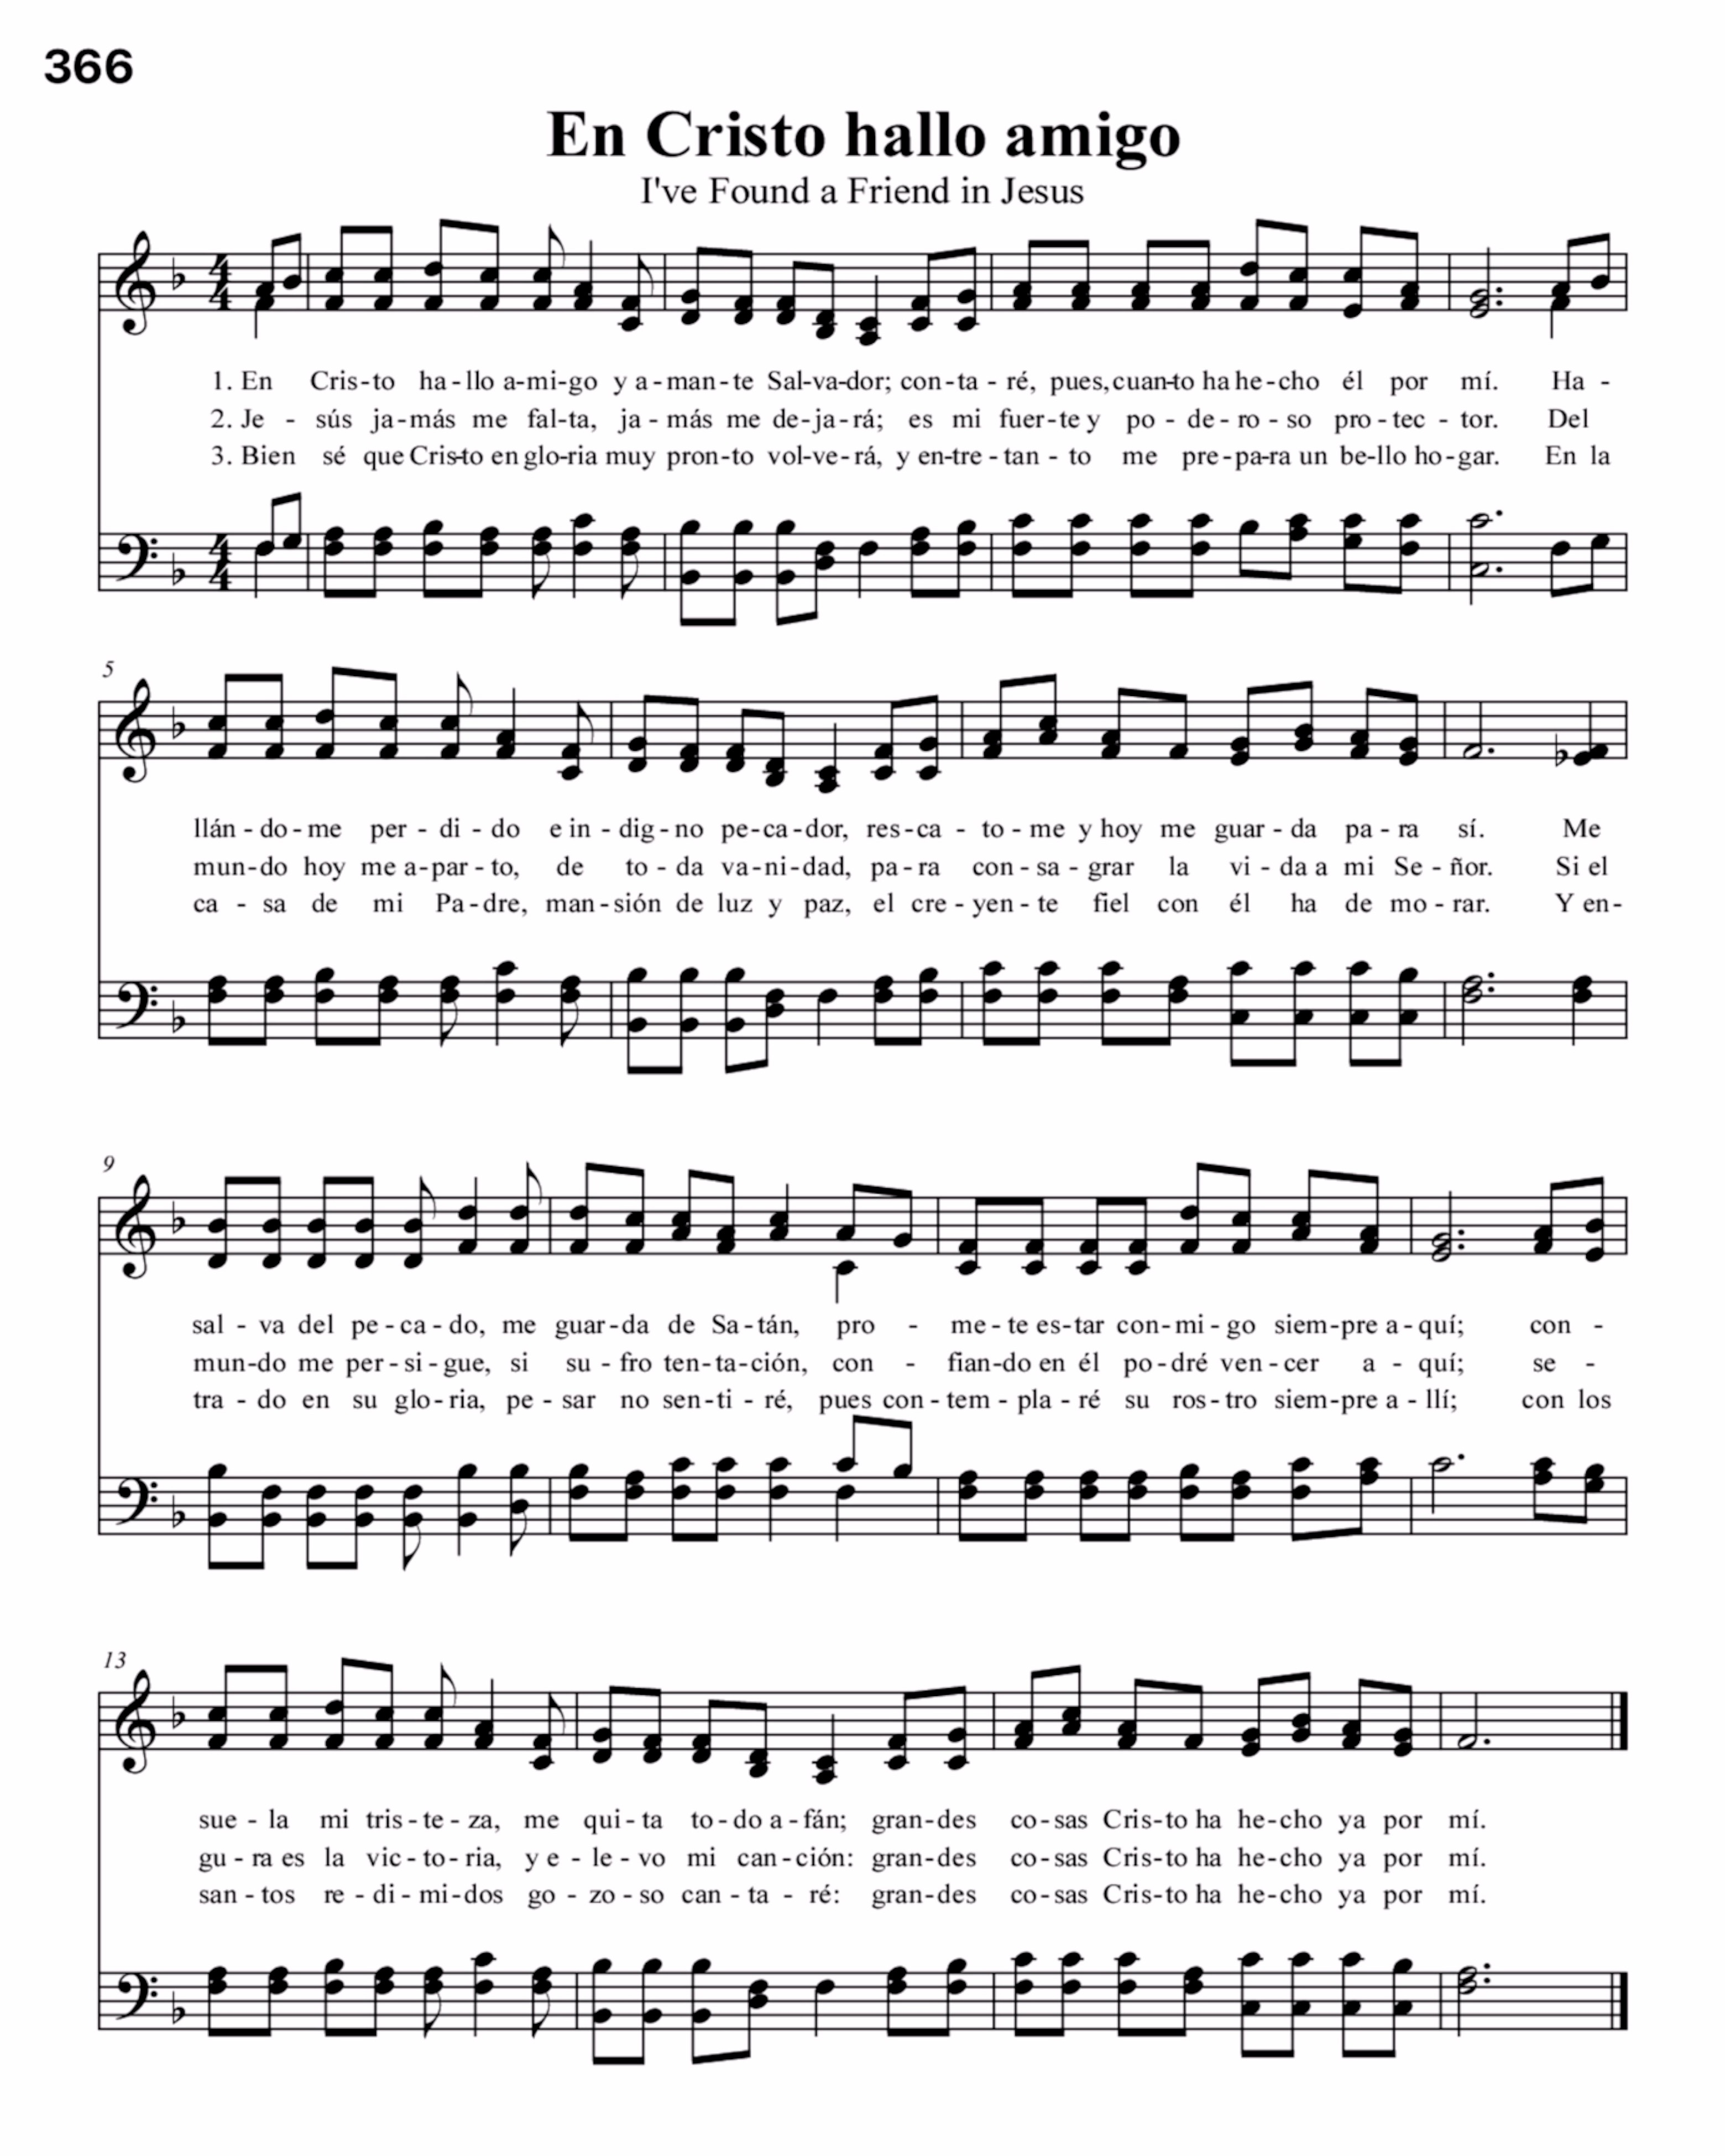 366
En Cristo hallo amigo
I've Found a Friend in Jesus
1. En Cris-to ha-llo a-mi-go y a-man-te Sal-va-dor; con-ta-ré, pues, cuan-to ha he-cho él por mí. Ha-
2. Je-sús ja-más me fal-ta, ja-más me de-ja-rá; es mi fuer-te y po-de-ro-so pro-tec-tor. Del
3. Bien sé que Cris-to en glo-ria muy pron-to vol-ve-rá, y en-tre-tan-to me pre-pa-ra un be-llo ho-gar. En la
5
llán-do-me per-di-do e in-dig-no pe-ca-dor, res-ca-to-me y hoy me guar-da pa-ra sí. Me
mun-do hoy me a-par-to, de to-da va-ni-dad, pa-ra con-sa-grar la vi-da a mi Se-ñor. Si el
ca-sa de mi Pa-dre, man-sión de luz y paz, el cre-yen-te fiel con él ha de mo-rar. Y en-
9
sal-va del pe-ca-do, me guar-da de Sa-tán, pro-me-te es-tar con-mi-go siem-pre a-quí; con-
mun-do me per-si-gue, si su-fro ten-ta-ción, con-fian-do en él po-dré ven-cer a-quí; se-
tra-do en su glo-ria, pe-sar no sen-ti-ré, pues con-tem-pla-ré su ros-tro siem-pre a-llí; con los
13
sue-la mi tris-te-za, me qui-ta to-do a-fán; gran-des co-sas Cris-to ha he-cho ya por mí.
gu-ra es la vic-to-ria, y e-le-vo mi can-ción: gran-des co-sas Cris-to ha he-cho ya por mí.
san-tos re-di-mi-dos go-zo-so can-ta-ré: gran-des co-sas Cris-to ha he-cho ya por mí.